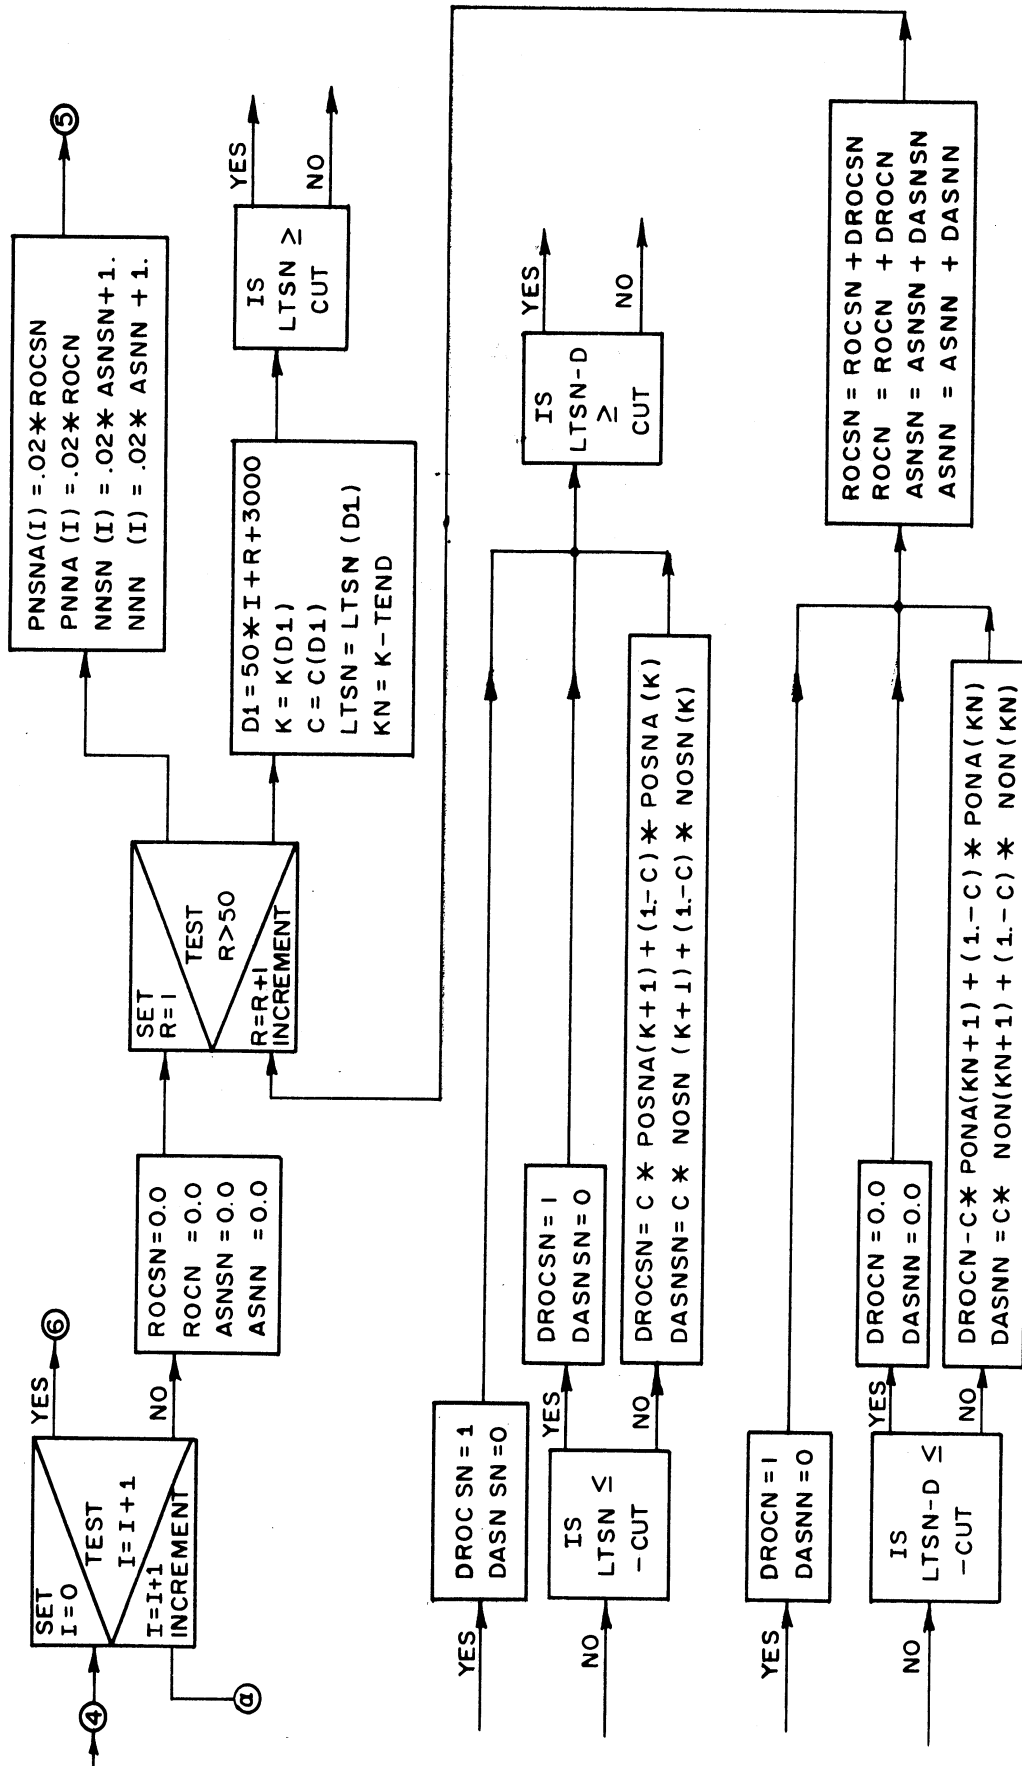 4
SET
I=0
TEST
I=I+1
I=I+1
INCREMENT
a
YES
6
NO
ROCSN=0.0
ROCN =0.0
ASNSN=0.0
ASNN =0.0
SET
R=1
TEST
R>50
R=R+1
INCREMENT
PNSNA(I)=.02*ROCSN
PNNA (I)=.02*ROCN
NNSN (I)=.02* ASNSN+1.
NNN (I) = .02* ASNN +1.
5
D1=50*I+R+3000
K=K(D1)
C=C(D1)
LTSN=LTSN (D1)
KN=K-TEND
IS
LTSN ≥
CUT
YES
NO
YES
DROC SN=1
DASN SN=0
NO
IS
LTSN ≤
-CUT
YES
DROCSN=1
DASNSN=0
NO
DROCSN= C * POSNA(K+1)+(1.-C)* POSNA (K)
DASNSN=C * NOSN (K+1)+(1.-C) * NOSN (K)
IS
LTSN-D
≥
CUT
YES
NO
YES
DROCN=1
DASNN=0
NO
IS
LTSN-D ≤
-CUT
YES
DROCN =0.0
DASNN =0.0
NO
DROCN-C* PONA(KN+1)+(1.-C)* PONA(KN)
DASNN =C* NON(KN+1)+(1.-C) * NON(KN)
ROCSN=ROCSN+DROCSN
ROCN =ROCN +DROCN
ASNSN=ASNSN+DASNSN
ASNN =ASNN +DASNN